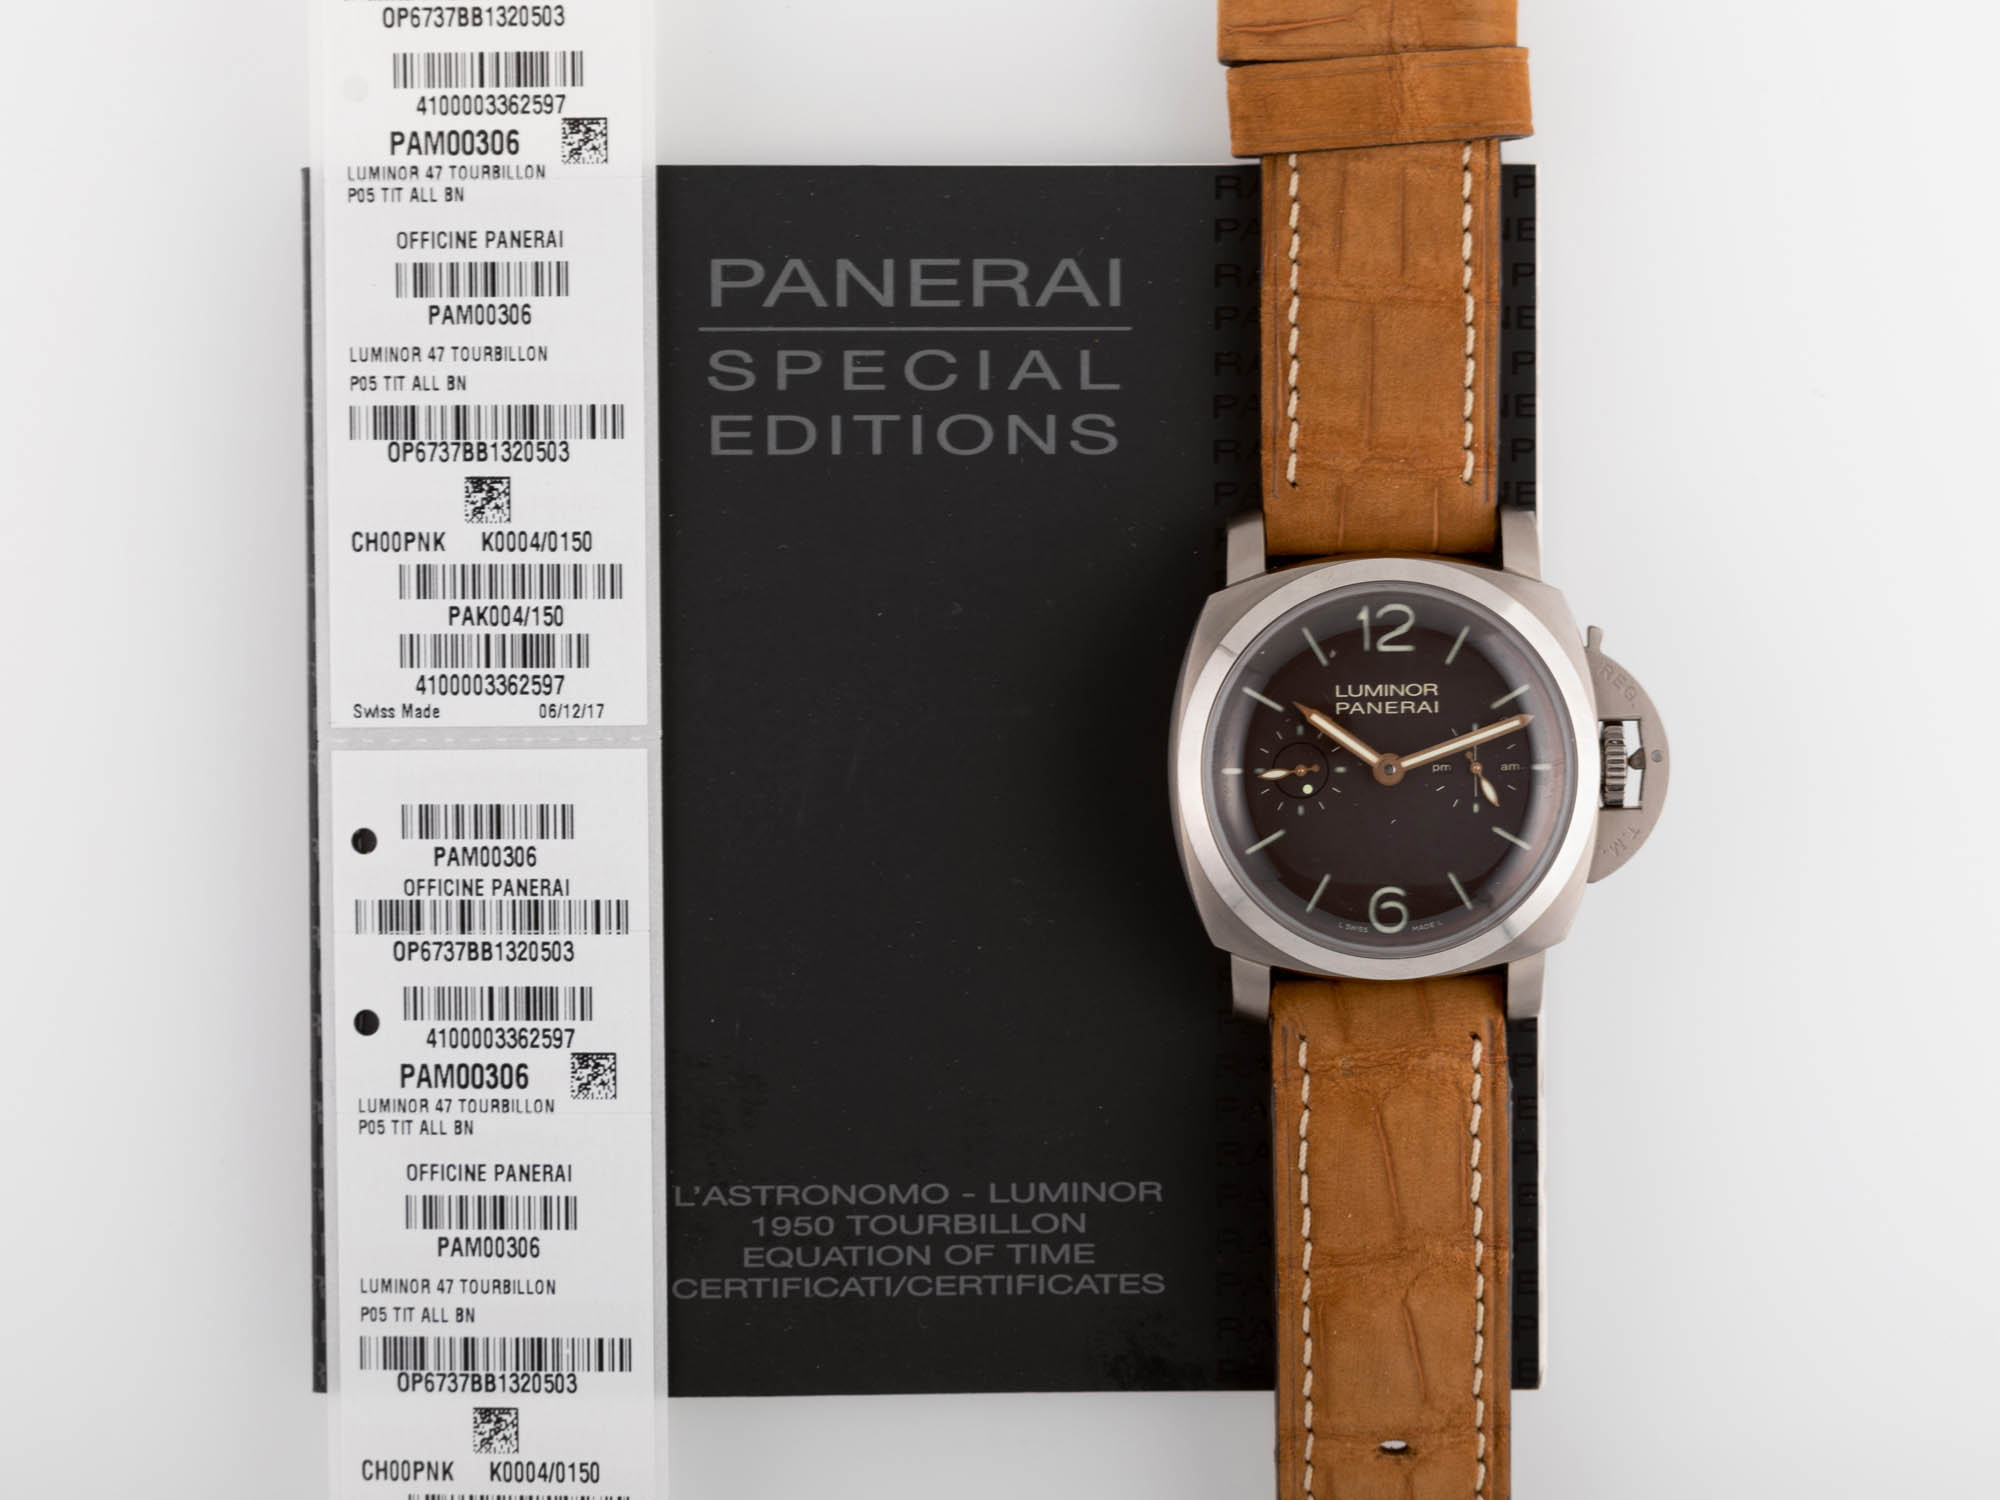 OP6737BB1320503
4100003362597
PAM00306
LUMINOR 47 TOURBILLON
P05 TIT ALL BN
OFFICINE PANERAI
PAM00306
LUMINOR 47 TOURBILLON
P05 TIT ALL BN
OP6737BB1320503
CH00PNK K0004/0150
PAK004/150
4100003362597
Swiss Made 06/12/17
PAM00306
OFFICINE PANERAI
OP6737BB1320503
4100003362597
PAM00306
LUMINOR 47 TOURBILLON
P05 TIT ALL BN
OFFICINE PANERAI
PAM00306
LUMINOR 47 TOURBILLON
P05 TIT ALL BN
OP6737BB1320503
CH00PNK K0004/0150
PANERAI
SPECIAL
EDITIONS
L'ASTRONOMO - LUMINOR
1950 TOURBILLON
EQUATION OF TIME
CERTIFICATI/CERTIFICATES
12
LUMINOR
PANERAI
pm am
6
L SWISS MADE L
REG.
T.M.